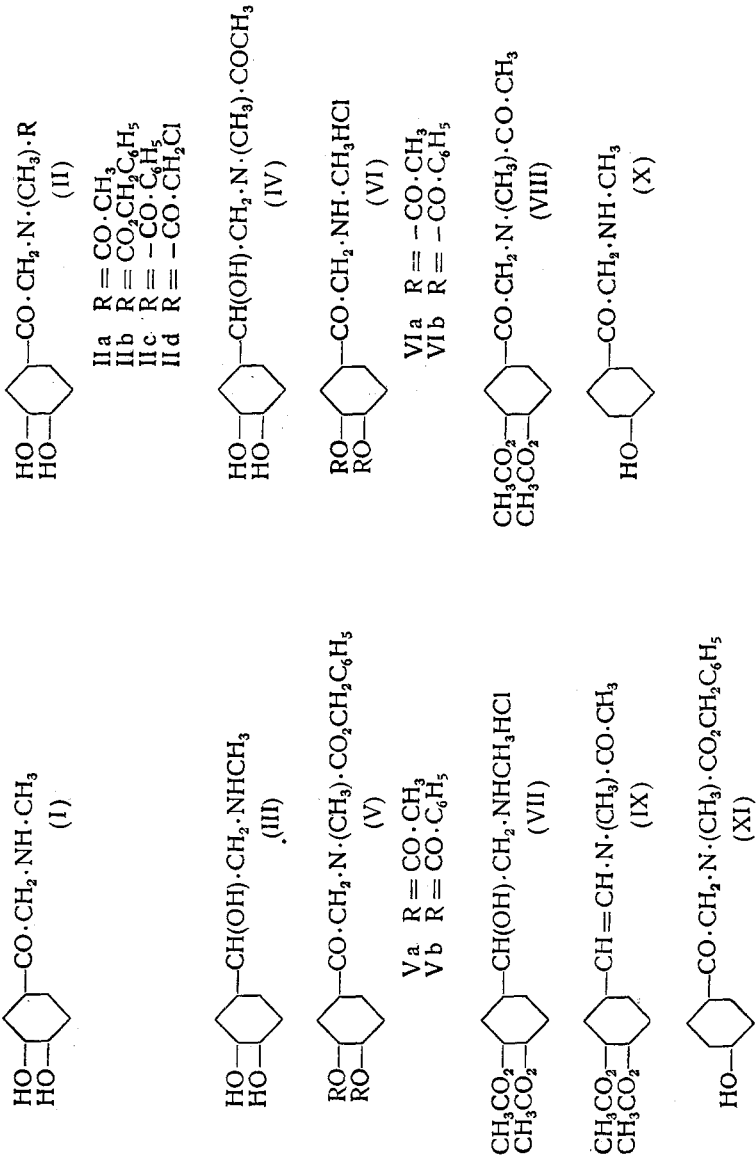 HO HO CO·CH₂·NH·CH₃
(I)
HO HO CO·CH₂·N·(CH₃)·R
(II)
IIa R = CO·CH₃
IIb R = CO₂CH₂C₆H₅
IIc R = —CO·C₆H₅
IId R = —CO·CH₂Cl
HO HO CH(OH)·CH₂·NHCH₃
(III)
HO HO CH(OH)·CH₂·N·(CH₃)·COCH₃
(IV)
RO RO CO·CH₂·N·(CH₃)·CO₂CH₂C₆H₅
(V)
Va R = CO·CH₃
Vb R = CO·C₆H₅
RO RO CO·CH₂·NH·CH₃HCl
(VI)
VIa R = —CO·CH₃
VIb R = —CO·C₆H₅
CH₃CO₂ CH₃CO₂ CH(OH)·CH₂·NHCH₃HCl
(VII)
CH₃CO₂ CH₃CO₂ CO·CH₂·N·(CH₃)·CO·CH₃
(VIII)
CH₃CO₂ CH₃CO₂ CH=CH·N·(CH₃)·CO·CH₃
(IX)
HO CO·CH₂·NH·CH₃
(X)
HO CO·CH₂·N·(CH₃)·CO₂CH₂C₆H₅
(XI)